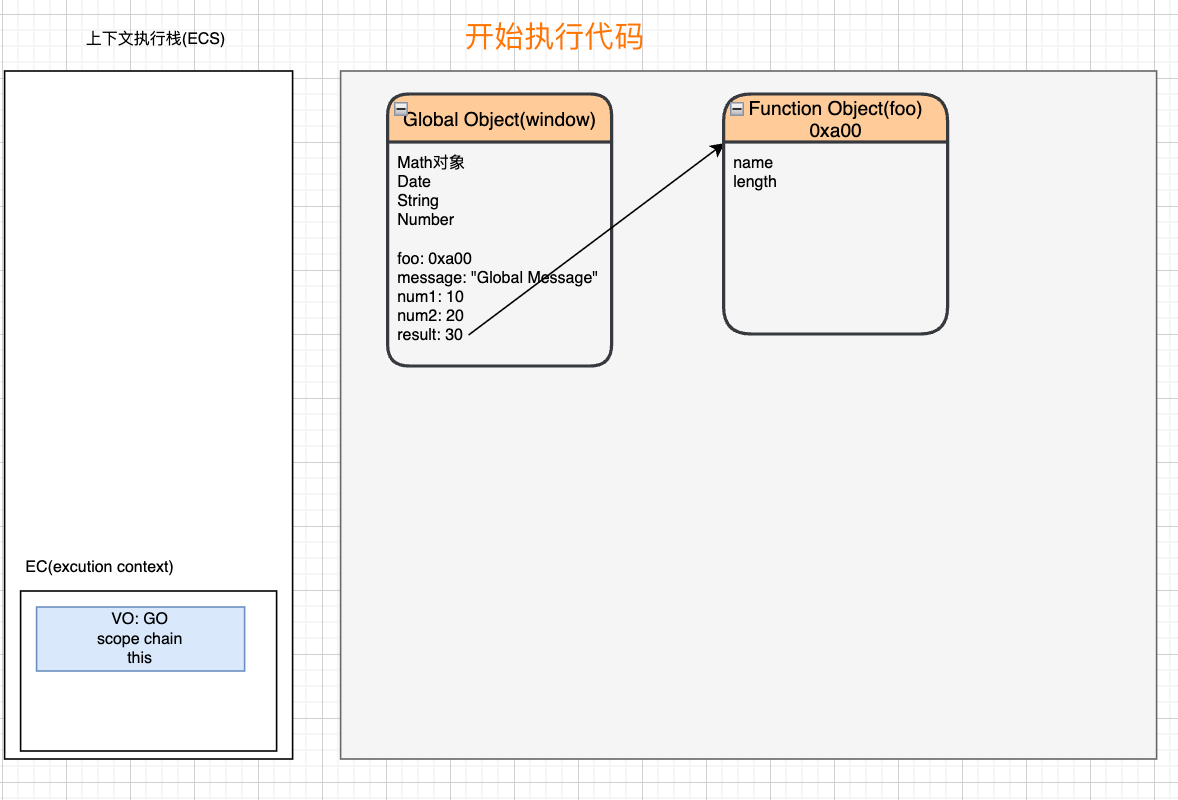 上下文执行栈(ECS)
开始执行代码
Global Object(window)
Math对象
Date
String
Number
foo: 0xa00
message: "Global Message"
num1: 10
num2: 20
result: 30
Function Object(foo)
0xa00
name
length
EC(excution context)
VO: GO
scope chain
this